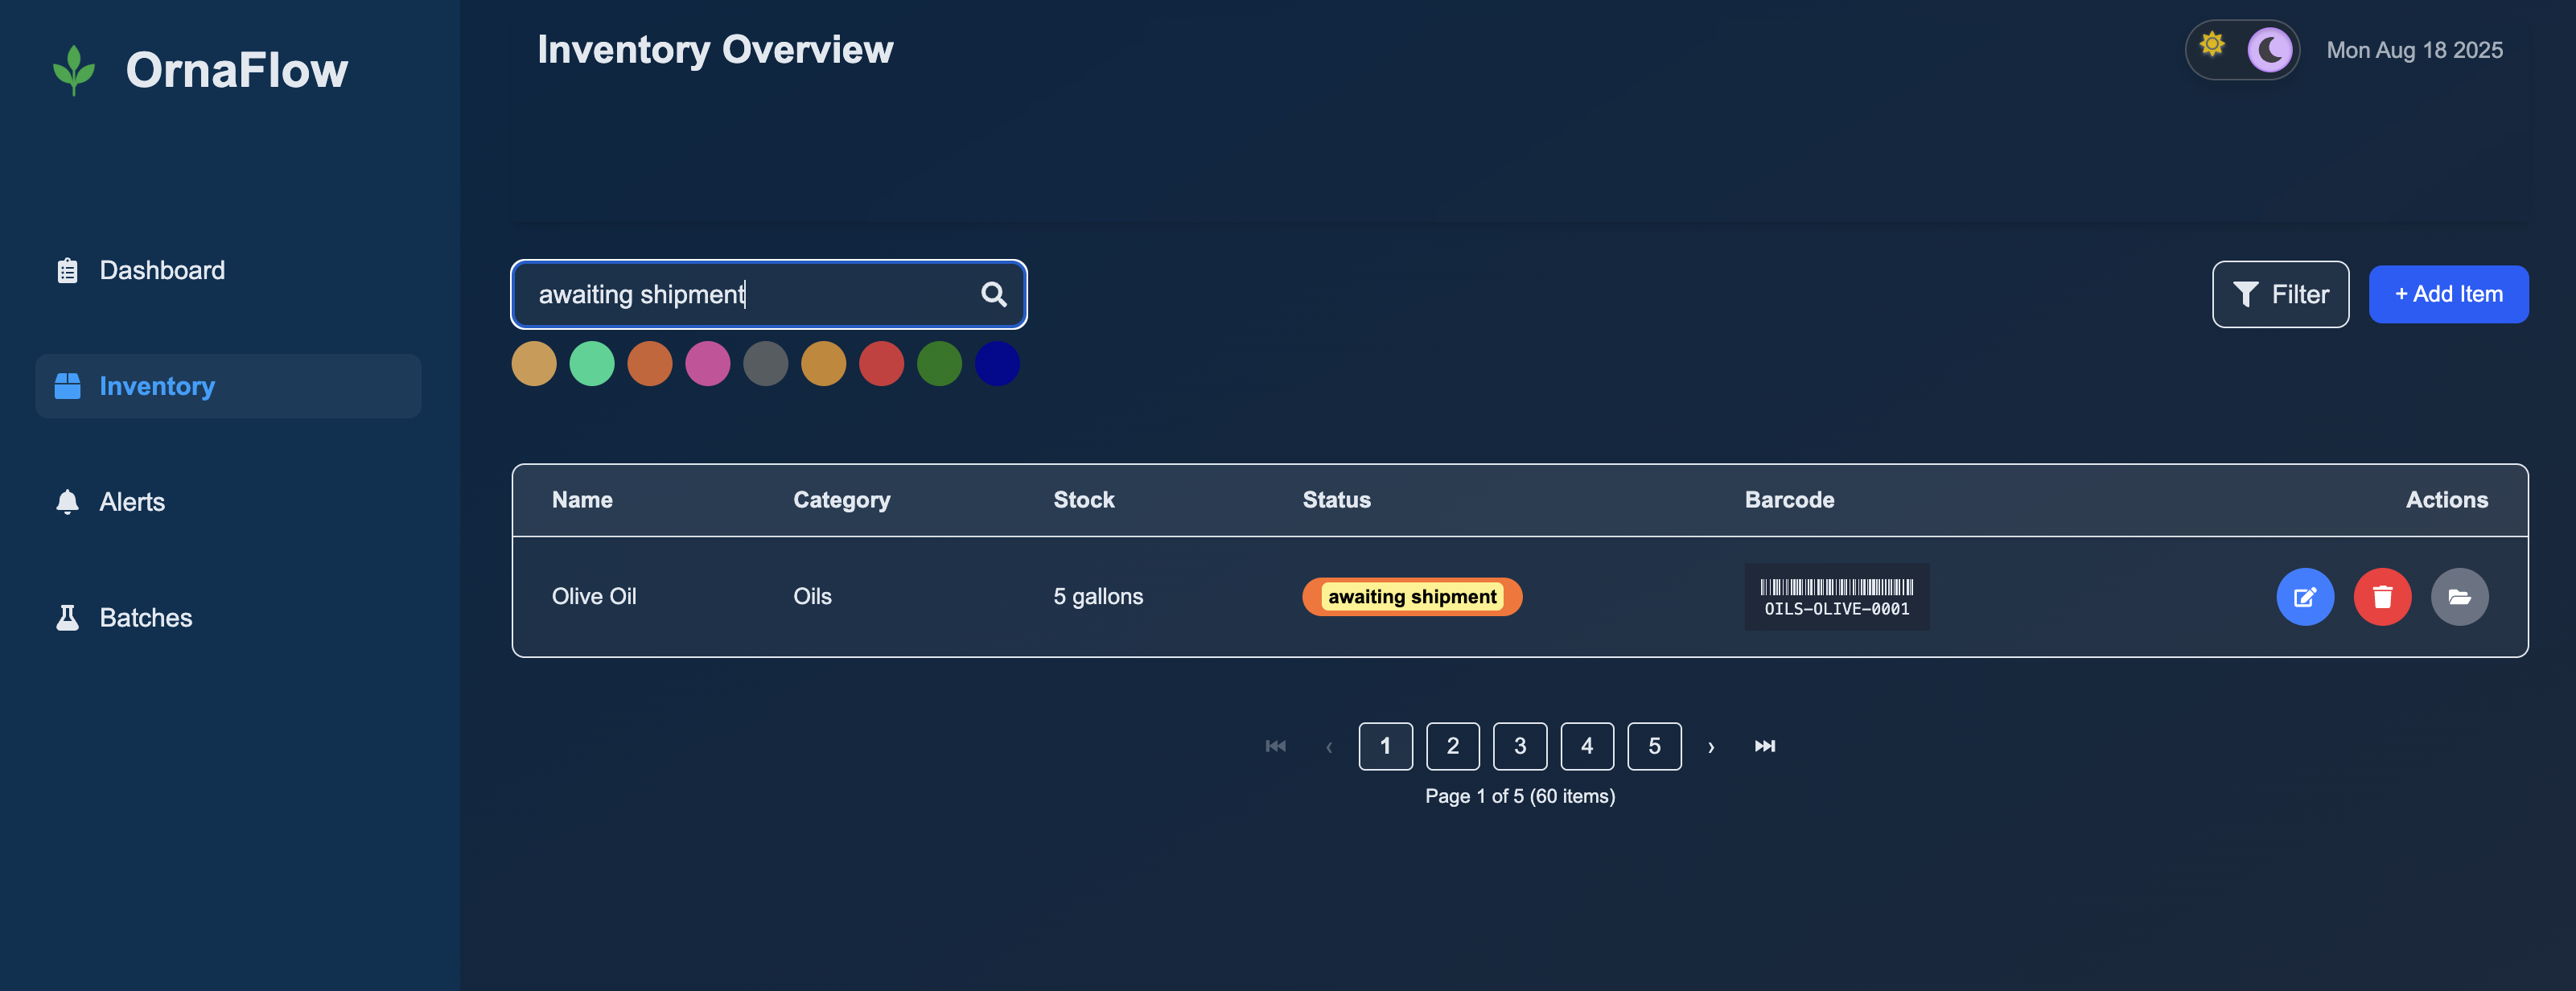 OrnaFlow
Inventory Overview
Mon Aug 18 2025
Dashboard
Inventory
Alerts
Batches
awaiting shipment
Filter
+ Add Item
Name Category Stock Status Barcode Actions
Olive Oil Oils 5 gallons awaiting shipment OILS-OLIVE-0001
‹ 1 2 3 4 5 ›
Page 1 of 5 (60 items)